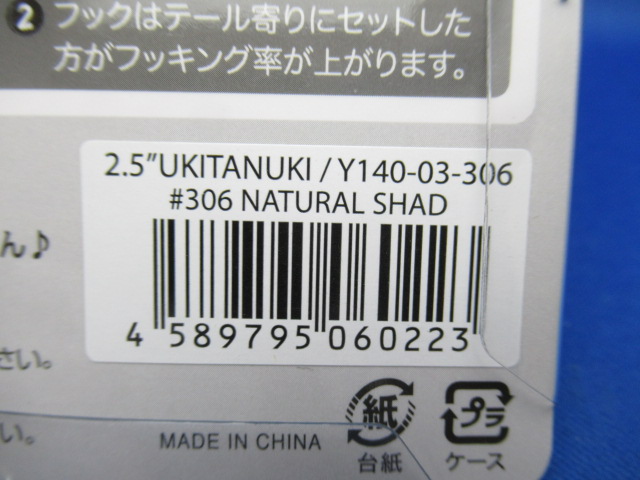 2 フックはテール寄りにセットした
方がフッキング率が上がります。
2.5”UKITANUKI / Y140-03-306
#306 NATURAL SHAD
ん♪
4 589795 060223
さい。
い。
MADE IN CHINA
紙
台紙
プラ
ケース